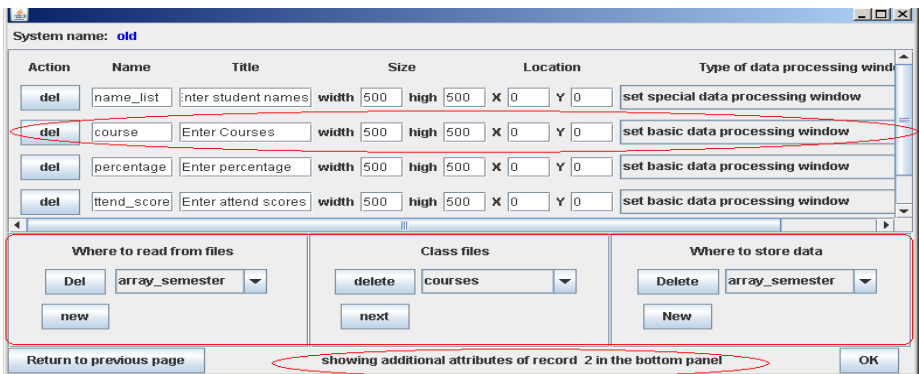 System name: old
Action Name Title Size Location Type of data processing wind
del name_list nter student names width 500 high 500 X 0 Y 0 set special data processing window
del course Enter Courses width 500 high 500 X 0 Y 0 set basic data processing window
del percentage Enter percentage width 500 high 500 X 0 Y 0 set basic data processing window
del ttend_score Enter attend scores width 500 high 500 X 0 Y 0 set basic data processing window
Where to read from files Class files Where to store data
Del array_semester delete courses Delete array_semester
new next New
Return to previous page showing additional attributes of record 2 in the bottom panel OK